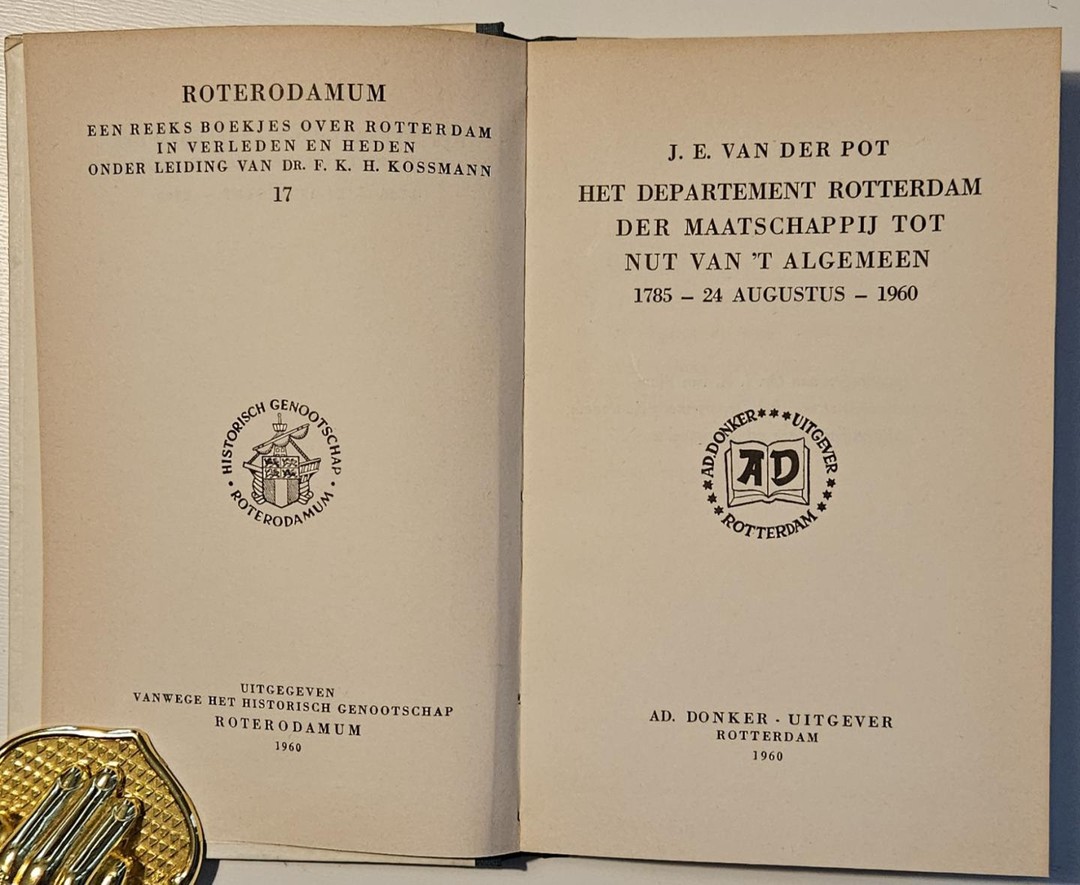 ROTERODAMUM
EEN REEKS BOEKJES OVER ROTTERDAM
IN VERLEDEN EN HEDEN
ONDER LEIDING VAN DR. F. K. H. KOSSMANN
17
HISTORISCH GENOOTSCHAP
• ROTERODAMUM •
UITGEGEVEN
VANWEGE HET HISTORISCH GENOOTSCHAP
ROTERODAMUM
1960
J. E. VAN DER POT
HET DEPARTEMENT ROTTERDAM
DER MAATSCHAPPIJ TOT
NUT VAN 'T ALGEMEEN
1785 – 24 AUGUSTUS – 1960
AD. DONKER★★★UITGEVER
AD
★★★ROTTERDAM★★★
AD. DONKER · UITGEVER
ROTTERDAM
1960